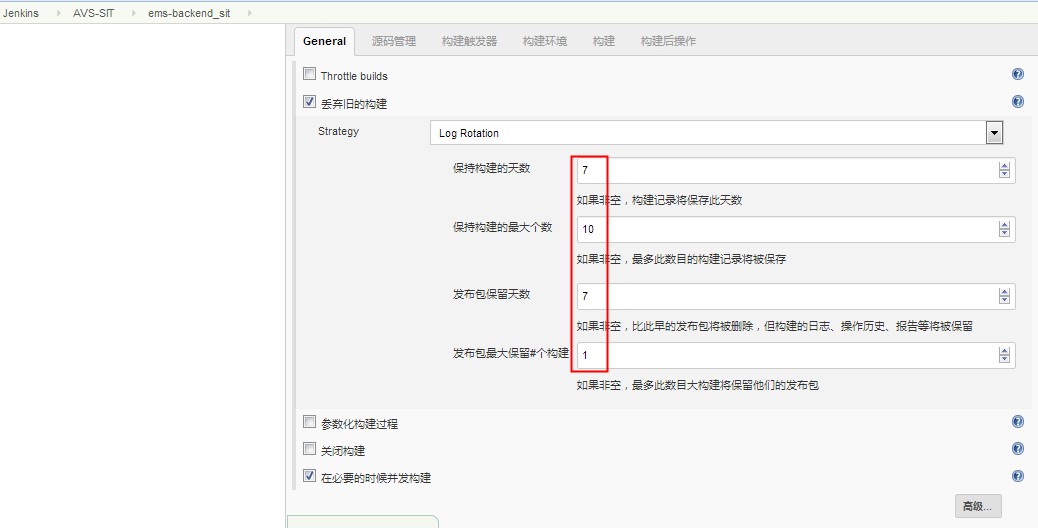 Jenkins AVS-SIT ems-backend_sit
General 源码管理 构建触发器 构建环境 构建 构建后操作
Throttle builds
丢弃旧的构建
Strategy Log Rotation
保持构建的天数 7
如果非空，构建记录将保存此天数
保持构建的最大个数 10
如果非空，最多此数目的构建记录将被保存
发布包保留天数 7
如果非空，比此早的发布包将被删除，但构建的日志、操作历史、报告等将被保留
发布包最大保留#个构建 1
如果非空，最多此数目大构建将保留他们的发布包
参数化构建过程
关闭构建
在必要的时候并发构建
高级...